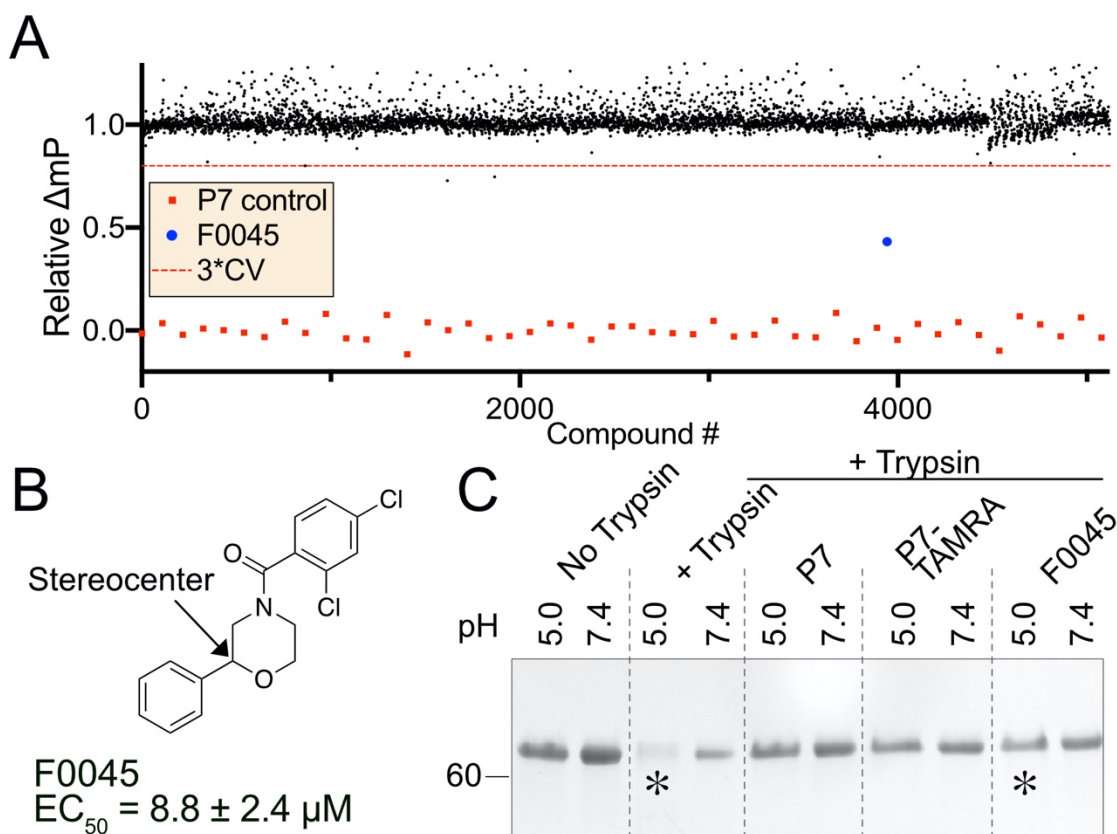 A
Relative ΔmP
1.0
0.5
0.0
P7 control
F0045
3*CV
0
2000
4000
Compound #
B
Stereocenter
O
N
Cl
Cl
O
F0045
EC50 = 8.8 ± 2.4 µM
C
+ Trypsin
No Trypsin
+ Trypsin
P7
P7-
TAMRA
F0045
pH 5.0 7.4 5.0 7.4 5.0 7.4 5.0 7.4 5.0 7.4
60
* *